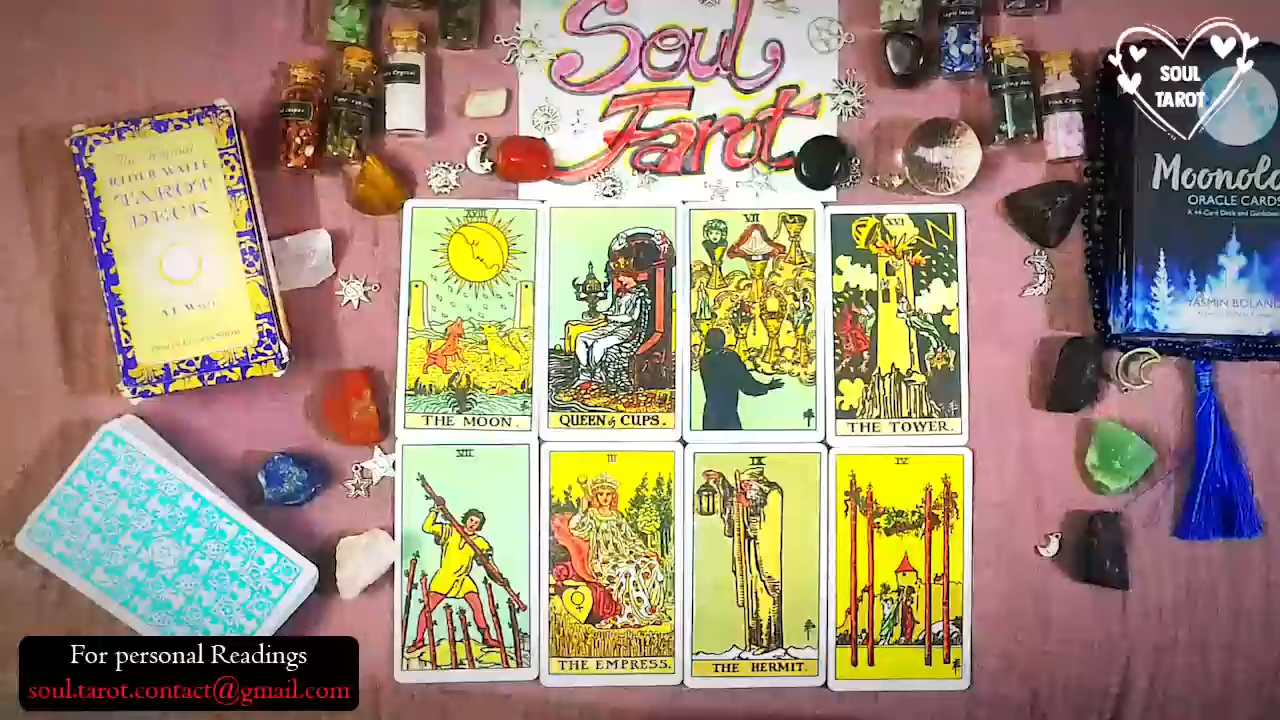 Soul
Tarot
SOUL
TAROT
The Original
RIDER WAITE
TAROT
DECK
A.E. WAITE
Moonolo
ORACLE CARDS
YASMIN BOLAN
XVIII
THE MOON.
QUEEN of CUPS.
VII
XVI
THE TOWER.
VII
III
THE EMPRESS.
IX
THE HERMIT.
IV
For personal Readings
soul.tarot.contact@gmail.com